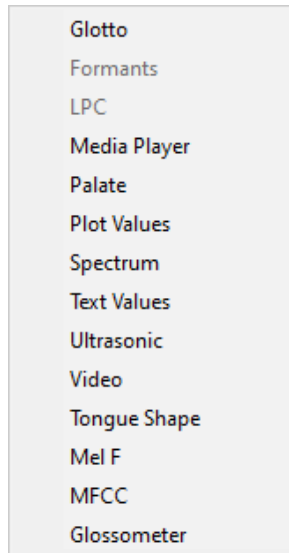 Glotto
Formants
LPC
Media Player
Palate
Plot Values
Spectrum
Text Values
Ultrasonic
Video
Tongue Shape
Mel F
MFCC
Glossometer